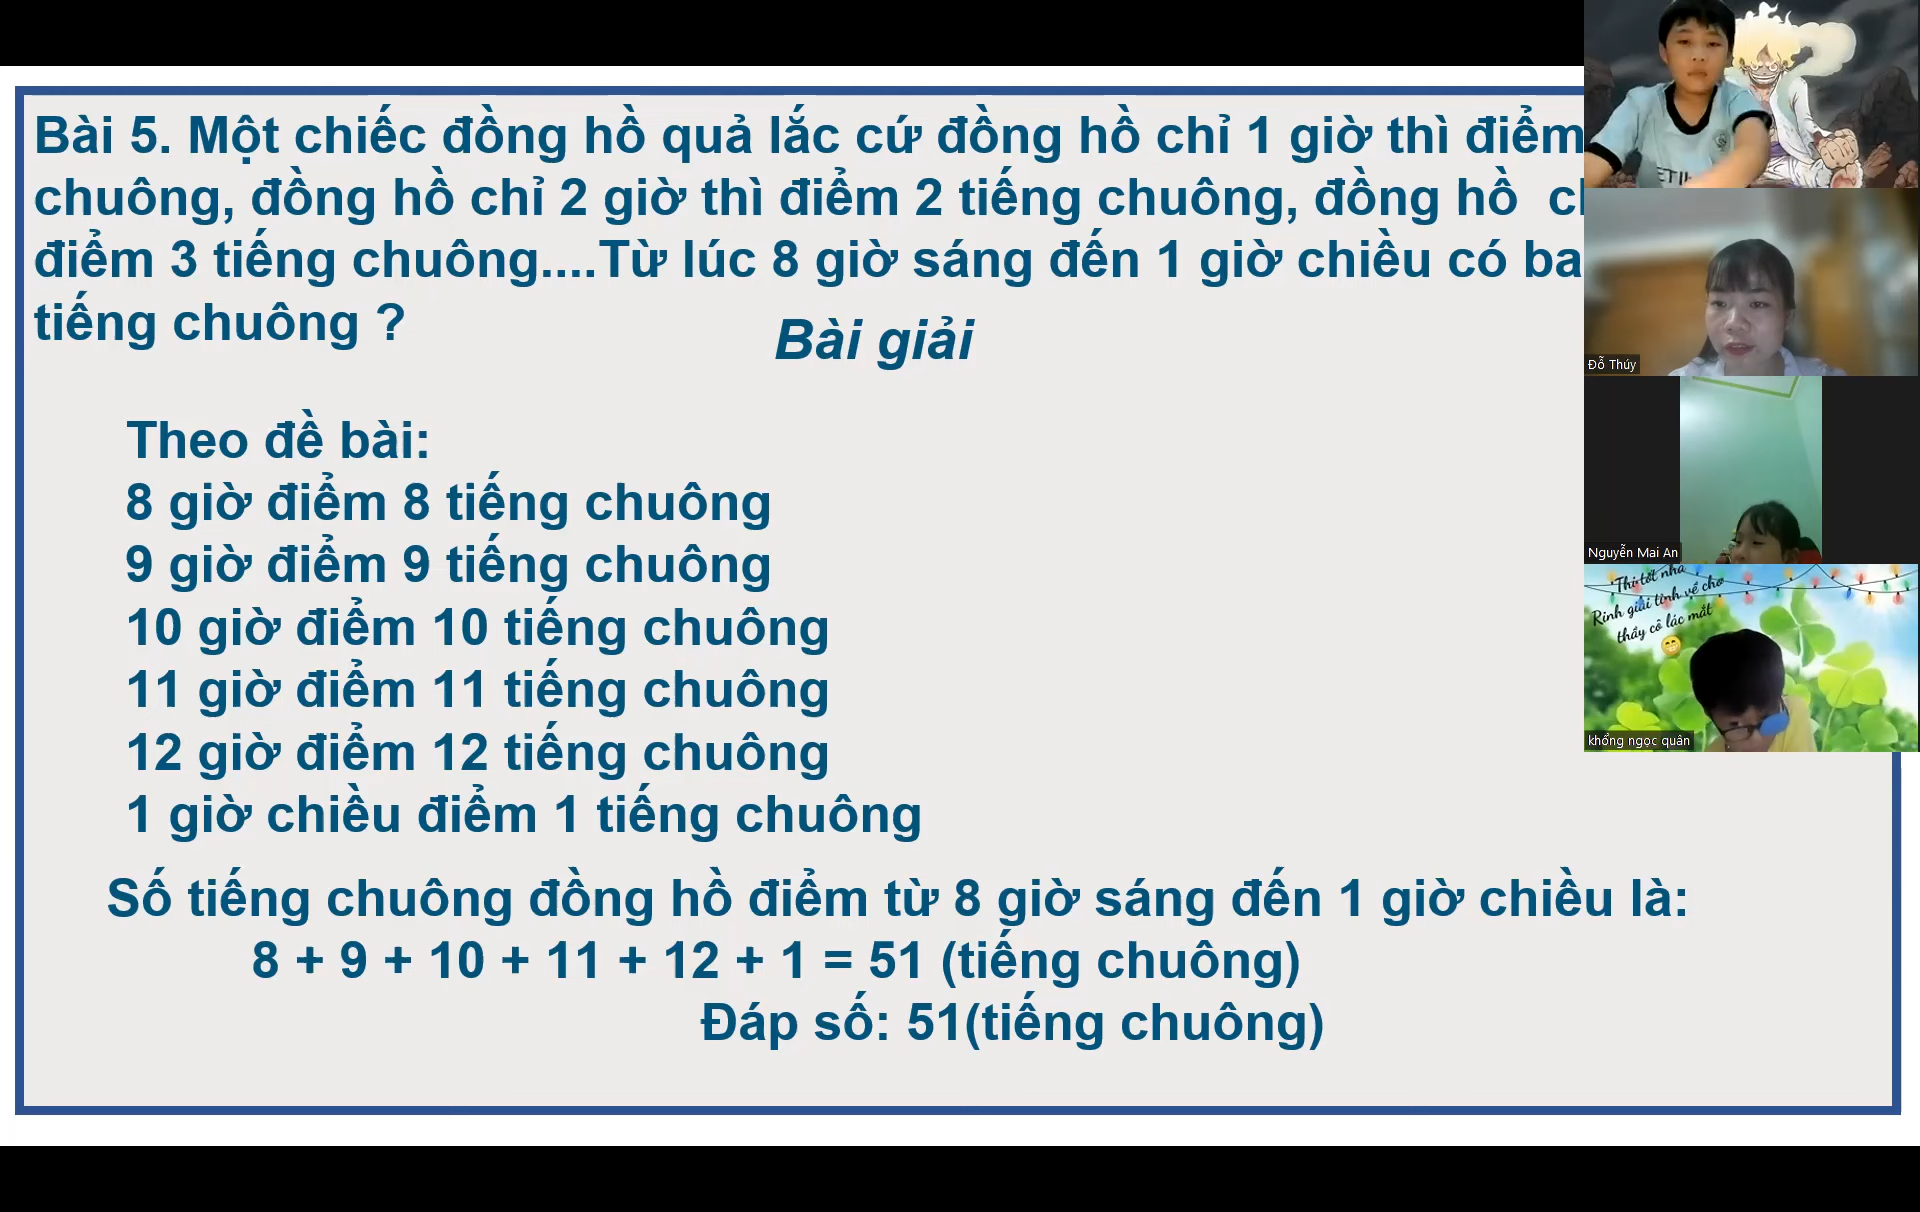 Bài 5. Một chiếc đồng hồ quả lắc cứ đồng hồ chỉ 1 giờ thì điểm
chuông, đồng hồ chỉ 2 giờ thì điểm 2 tiếng chuông, đồng hồ
điểm 3 tiếng chuông....Từ lúc 8 giờ sáng đến 1 giờ chiều có ba
tiếng chuông ?
Bài giải
Theo đề bài:
8 giờ điểm 8 tiếng chuông
9 giờ điểm 9 tiếng chuông
10 giờ điểm 10 tiếng chuông
11 giờ điểm 11 tiếng chuông
12 giờ điểm 12 tiếng chuông
1 giờ chiều điểm 1 tiếng chuông
Số tiếng chuông đồng hồ điểm từ 8 giờ sáng đến 1 giờ chiều là:
8 + 9 + 10 + 11 + 12 + 1 = 51 (tiếng chuông)
Đáp số: 51(tiếng chuông)
Đỗ Thúy
Nguyễn Mai An
Thi tốt nha
Rinh giải tỉnh về cho
thầy cô lác mắt
khổng ngọc quân